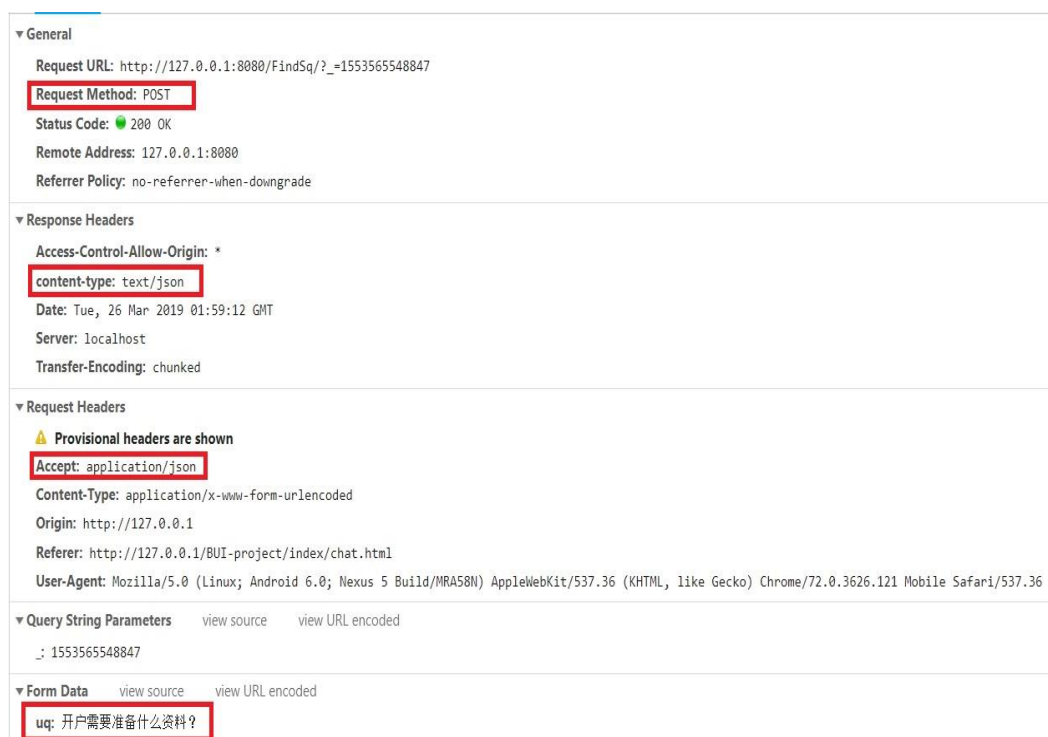 General
Request URL: http://127.0.0.1:8080/FindSq/?_=1553565548847
Request Method: POST
Status Code: 200 OK
Remote Address: 127.0.0.1:8080
Referrer Policy: no-referrer-when-downgrade
Response Headers
Access-Control-Allow-Origin: *
content-type: text/json
Date: Tue, 26 Mar 2019 01:59:12 GMT
Server: localhost
Transfer-Encoding: chunked
Request Headers
Provisional headers are shown
Accept: application/json
Content-Type: application/x-www-form-urlencoded
Origin: http://127.0.0.1
Referer: http://127.0.0.1/BUI-project/index/chat.html
User-Agent: Mozilla/5.0 (Linux; Android 6.0; Nexus 5 Build/MRA58N) AppleWebKit/537.36 (KHTML, like Gecko) Chrome/72.0.3626.121 Mobile Safari/537.36
Query String Parameters view source view URL encoded
_: 1553565548847
Form Data view source view URL encoded
uq: 开户需要准备什么资料？